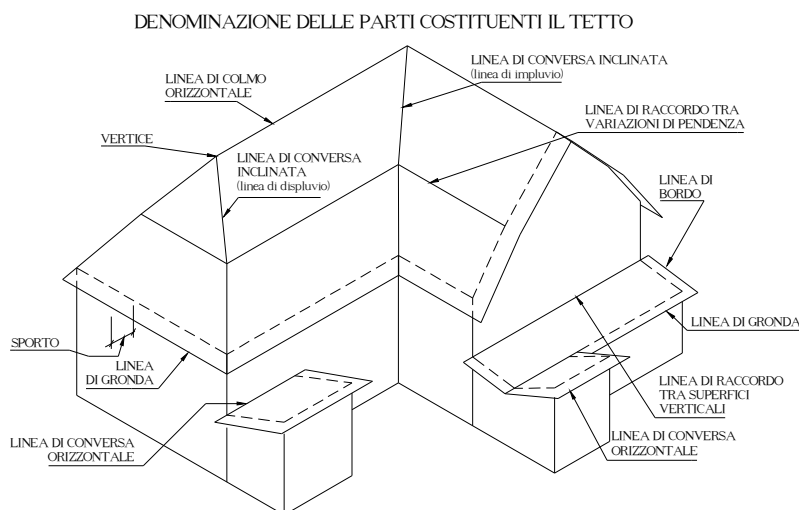 DENOMINAZIONE DELLE PARTI COSTITUENTI IL TETTO
LINEA DI COLMO
ORIZZONTALE
LINEA DI CONVERSA INCLINATA
(linea di impluvio)
LINEA DI RACCORDO TRA
VARIAZIONI DI PENDENZA
VERTICE
LINEA DI CONVERSA
INCLINATA
(linea di displuvio)
LINEA DI
BORDO
SPORTO
LINEA
DI GRONDA
LINEA DI GRONDA
LINEA DI RACCORDO
TRA SUPERFICI
VERTICALI
LINEA DI CONVERSA
ORIZZONTALE
LINEA DI CONVERSA
ORIZZONTALE